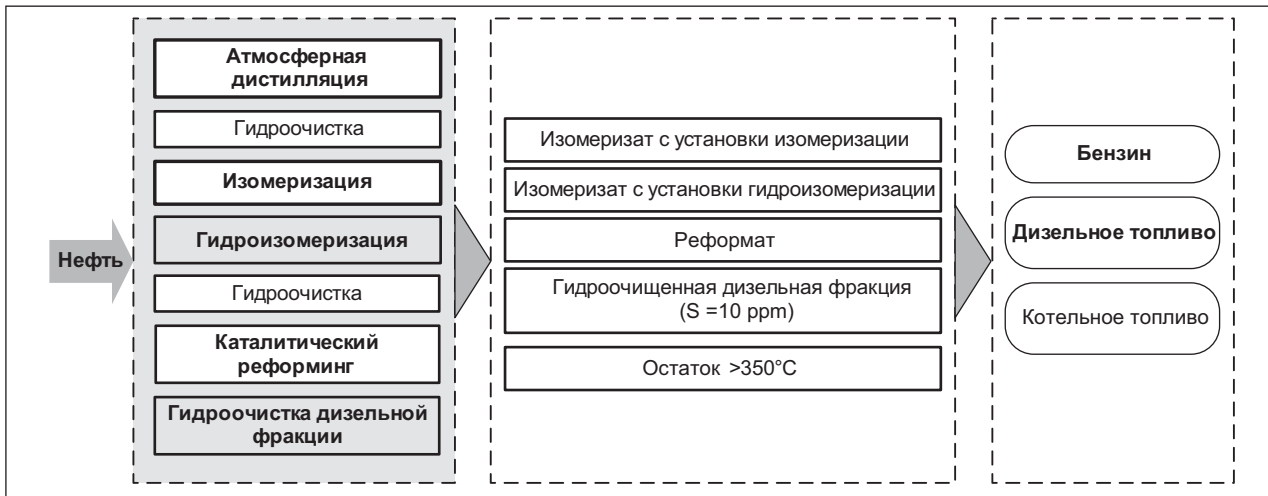 Нефть
Атмосферная
дистилляция
Гидроочистка
Изомеризация
Гидроизомеризация
Гидроочистка
Каталитический
реформинг
Гидроочистка дизельной
фракции
Изомеризат с установки изомеризации
Изомеризат с установки гидроизомеризации
Реформат
Гидроочищенная дизельная фракция
(S =10 ppm)
Остаток >350°C
Бензин
Дизельное топливо
Котельное топливо